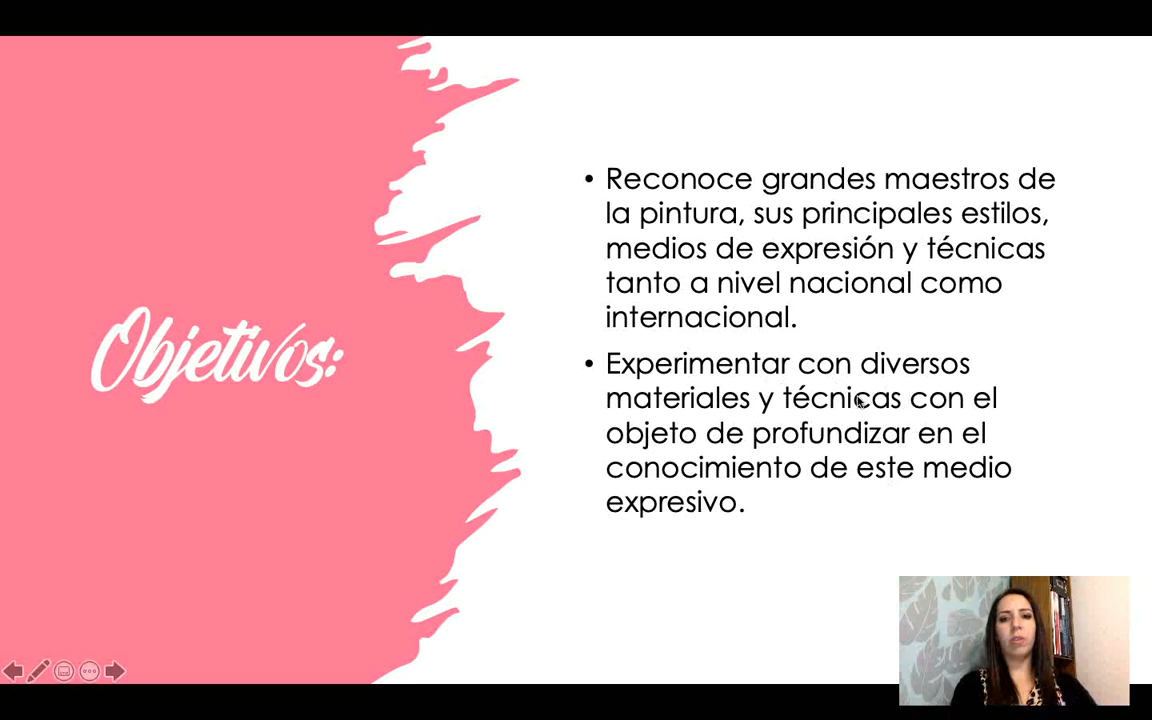 Objetivos:
• Reconoce grandes maestros de
la pintura, sus principales estilos,
medios de expresión y técnicas
tanto a nivel nacional como
internacional.
• Experimentar con diversos
materiales y técnicas con el
objeto de profundizar en el
conocimiento de este medio
expresivo.